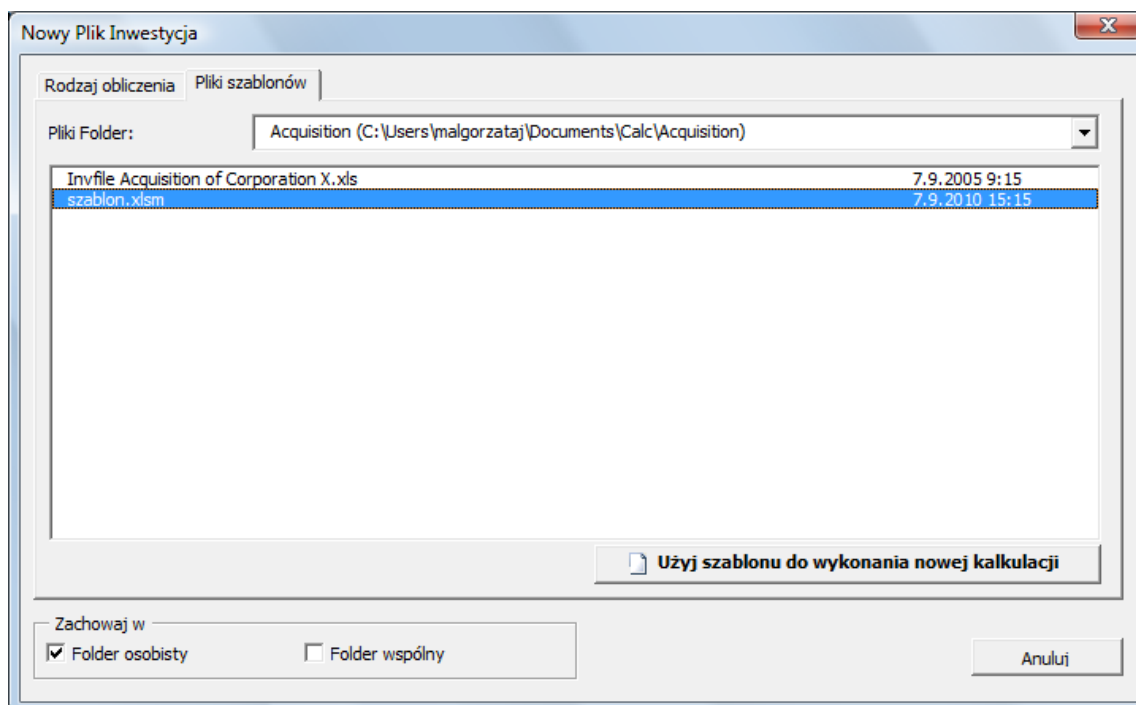 Nowy Plik Inwestycja
Rodzaj obliczenia Pliki szablonów
Pliki Folder: Acquisition (C:\Users\malgorzataj\Documents\Calc\Acquisition)
Invfile Acquisition of Corporation X.xls 7.9.2005 9:15
szablon.xlsm 7.9.2010 15:15
Użyj szablonu do wykonania nowej kalkulacji
Zachowaj w
Folder osobisty Folder wspólny
Anuluj